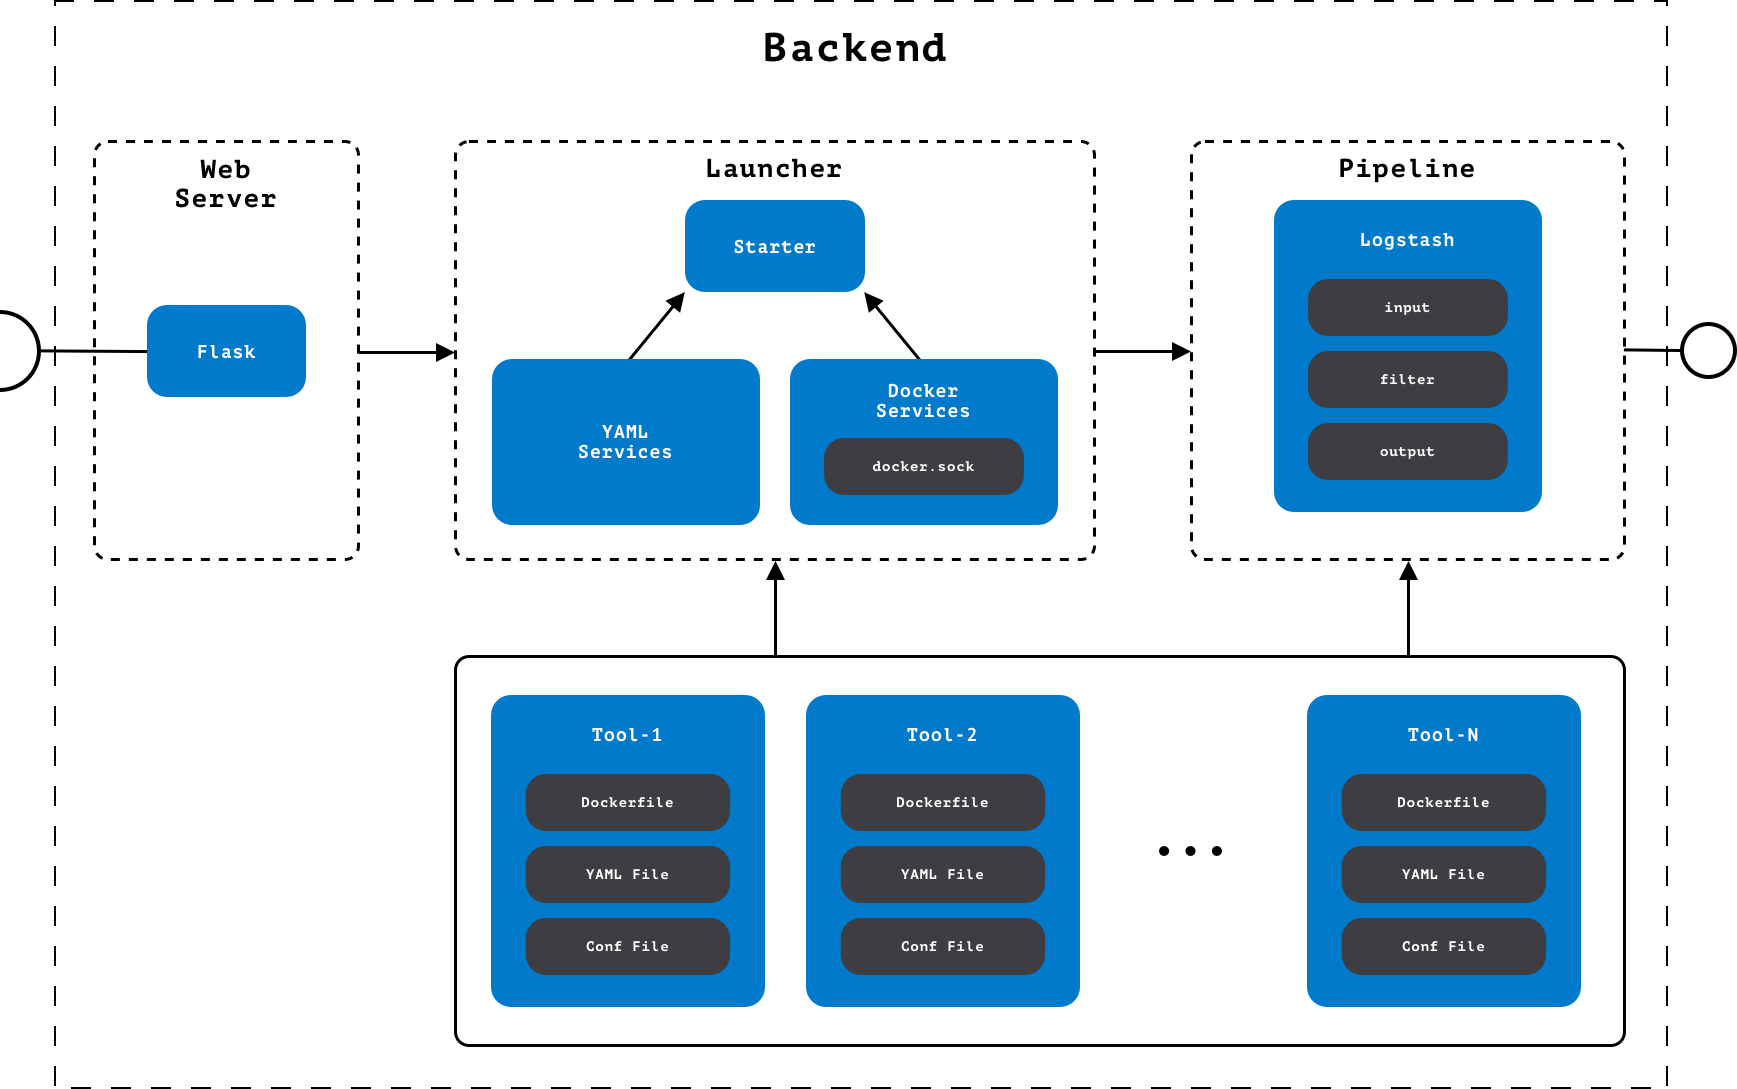 Backend
Web
Server
Flask
Launcher
Starter
YAML
Services
Docker
Services
docker.sock
Pipeline
Logstash
input
filter
output
Tool-1
Dockerfile
YAML File
Conf File
Tool-2
Dockerfile
YAML File
Conf File
...
Tool-N
Dockerfile
YAML File
Conf File